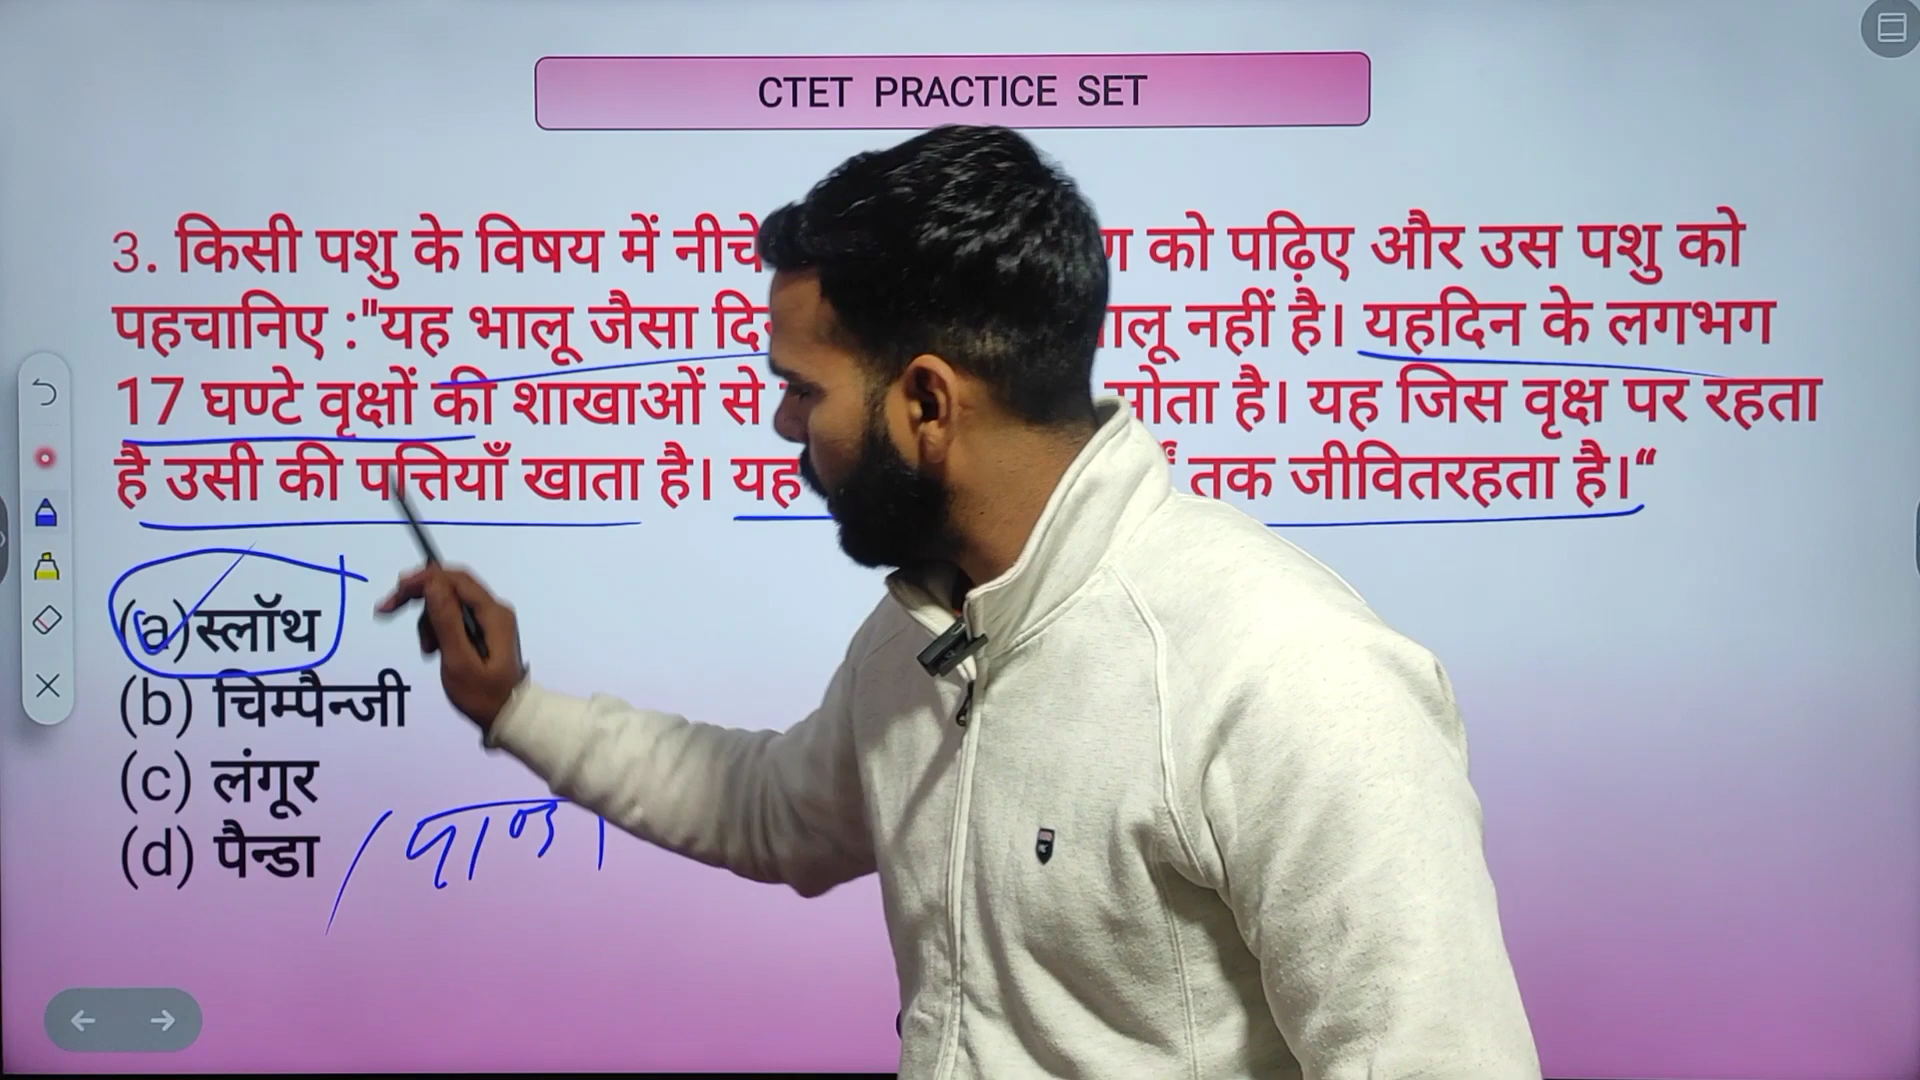 CTET PRACTICE SET
3. किसी पशु के विषय में नीचे को पढ़िए और उस पशु को
पहचानिए :"यह भालू जैसा नहीं है। यहदिन के लगभग
17 घण्टे वृक्षों की शाखाओं से सोता है। यह जिस वृक्ष पर रहता
है उसी की पत्तियाँ खाता है। यह तक जीवितरहता है।“
(a)स्लॉथ
(b) चिम्पैन्जी
(c) लंगूर
(d) पैन्डा